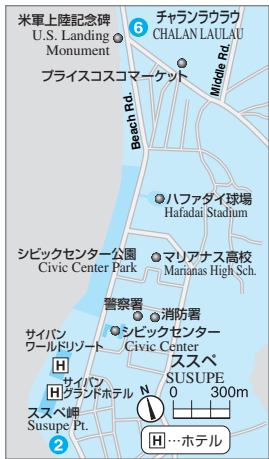 米軍上陸記念碑
U.S. Landing
Monument
6
チャランラウラウ
CHALAN LAULAU
プライスコスコマーケット
Middle Rd.
Beach Rd.
ハファダイ球場
Hafadai Stadium
シビックセンター公園
Civic Center Park
マリアナス高校
Marianas High Sch.
警察署
消防署
シビックセンター
Civic Center
サイパン
ワールドリゾート
H
ススペ
SUSUPE
H
サイパン
グランドホテル
ススペ岬
Susupe Pt.
2
N
0 300m
H…ホテル